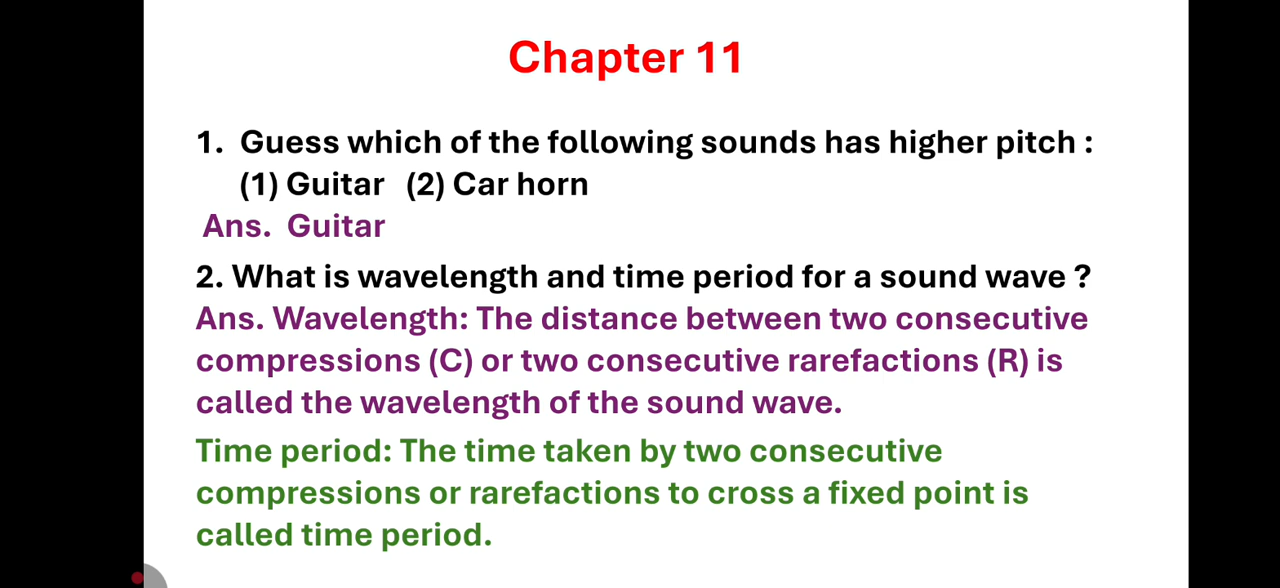 Chapter 11
1. Guess which of the following sounds has higher pitch :
(1) Guitar (2) Car horn
Ans. Guitar
2. What is wavelength and time period for a sound wave ?
Ans. Wavelength: The distance between two consecutive
compressions (C) or two consecutive rarefactions (R) is
called the wavelength of the sound wave.
Time period: The time taken by two consecutive
compressions or rarefactions to cross a fixed point is
called time period.